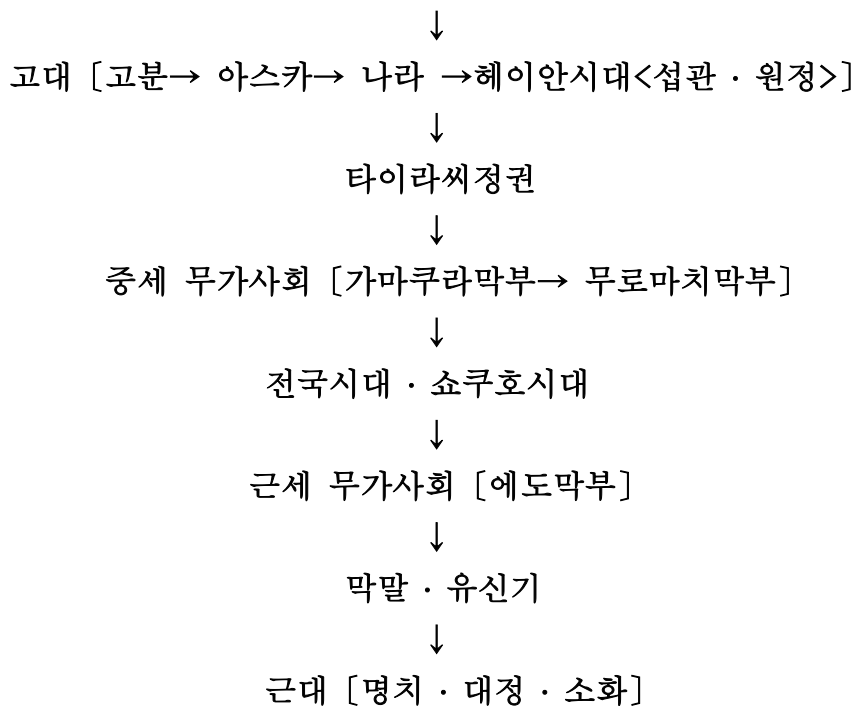 ↓
고대 [고분→ 아스카→ 나라 →헤이안시대<섭관 · 원정>]
↓
타이라씨정권
↓
중세 무가사회 [가마쿠라막부→ 무로마치막부]
↓
전국시대 · 쇼쿠호시대
↓
근세 무가사회 [에도막부]
↓
막말 · 유신기
↓
근대 [명치 · 대정 · 소화]